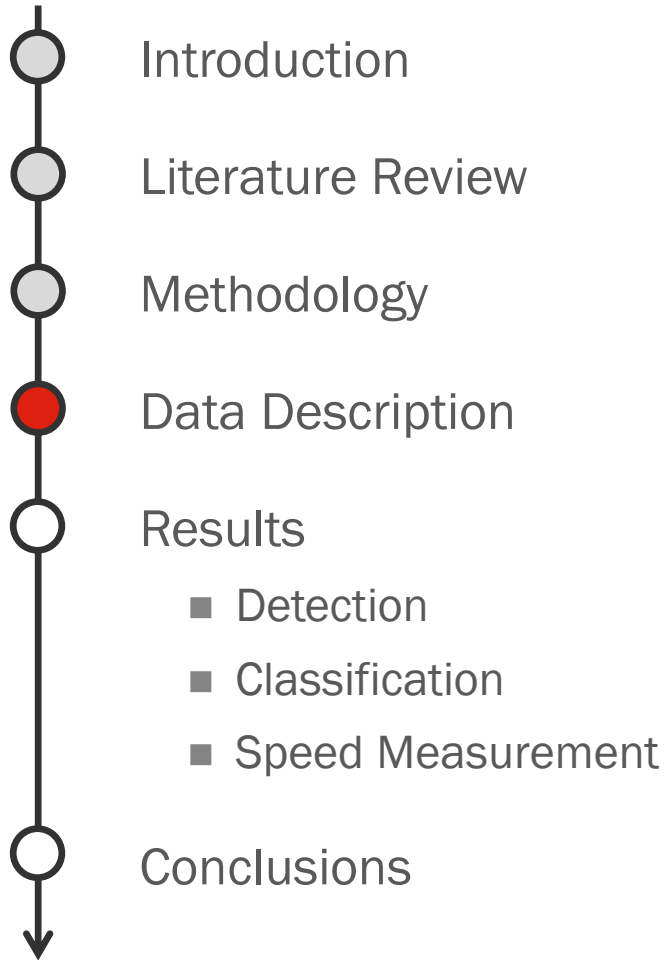 Introduction
Literature Review
Methodology
Data Description
Results
Detection
Classification
Speed Measurement
Conclusions